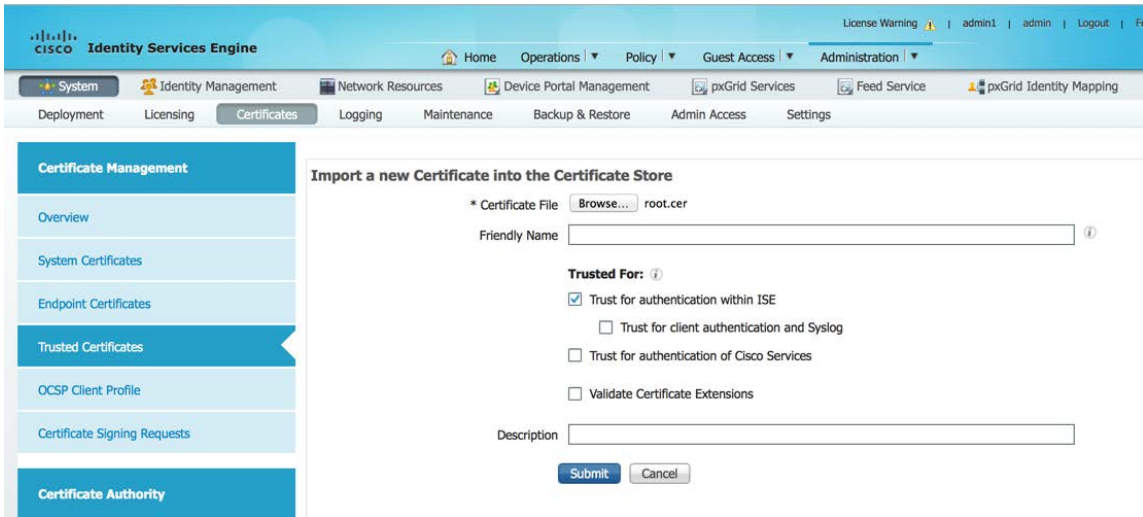 License Warning | admin1 | admin | Logout |
CISCO Identity Services Engine
Home Operations | Policy | Guest Access | Administration |
System Identity Management Network Resources Device Portal Management pxGrid Services Feed Service pxGrid Identity Mapping
Deployment Licensing Certificates Logging Maintenance Backup & Restore Admin Access Settings
Certificate Management
Overview
System Certificates
Endpoint Certificates
Trusted Certificates
OCSP Client Profile
Certificate Signing Requests
Certificate Authority
Import a new Certificate into the Certificate Store
* Certificate File Browse... root.cer
Friendly Name
Trusted For:
Trust for authentication within ISE
Trust for client authentication and Syslog
Trust for authentication of Cisco Services
Validate Certificate Extensions
Description
Submit Cancel